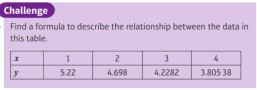 Challenge
Find a formula to describe the relationship between the data in
this table.
x 1 2 3 4
y 5.22 4.698 4.2282 3.805 38